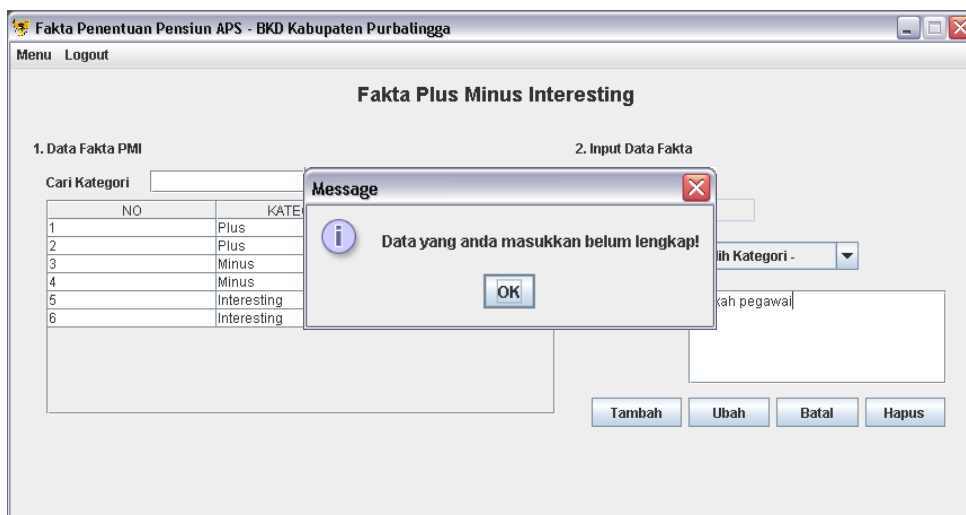 Fakta Penentuan Pensiun APS - BKD Kabupaten Purbalingga
Menu Logout
Fakta Plus Minus Interesting
1. Data Fakta PMI
2. Input Data Fakta
Cari Kategori
NO
1 Plus
2 Plus
3 Minus
4 Minus
5 Interesting
6 Interesting
Message
Data yang anda masukkan belum lengkap!
OK
Kategori -
pegawai
Tambah Ubah Batal Hapus